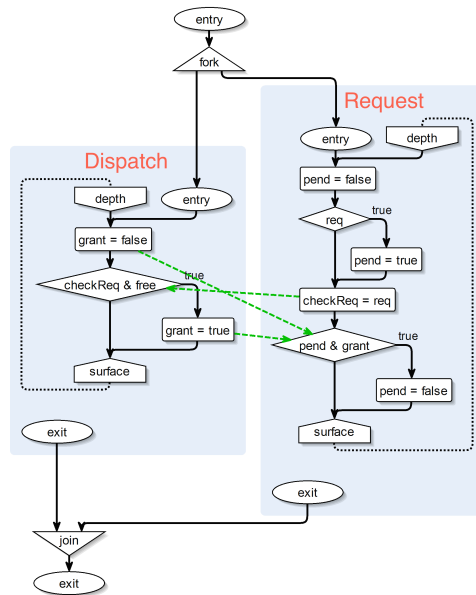 entry
fork
Request
entry
depth
Dispatch
pend = false
depth
entry
req
true
grant = false
pend = true
checkReq & free
true
checkReq = req
grant = true
pend & grant
true
surface
pend = false
exit
surface
exit
join
exit